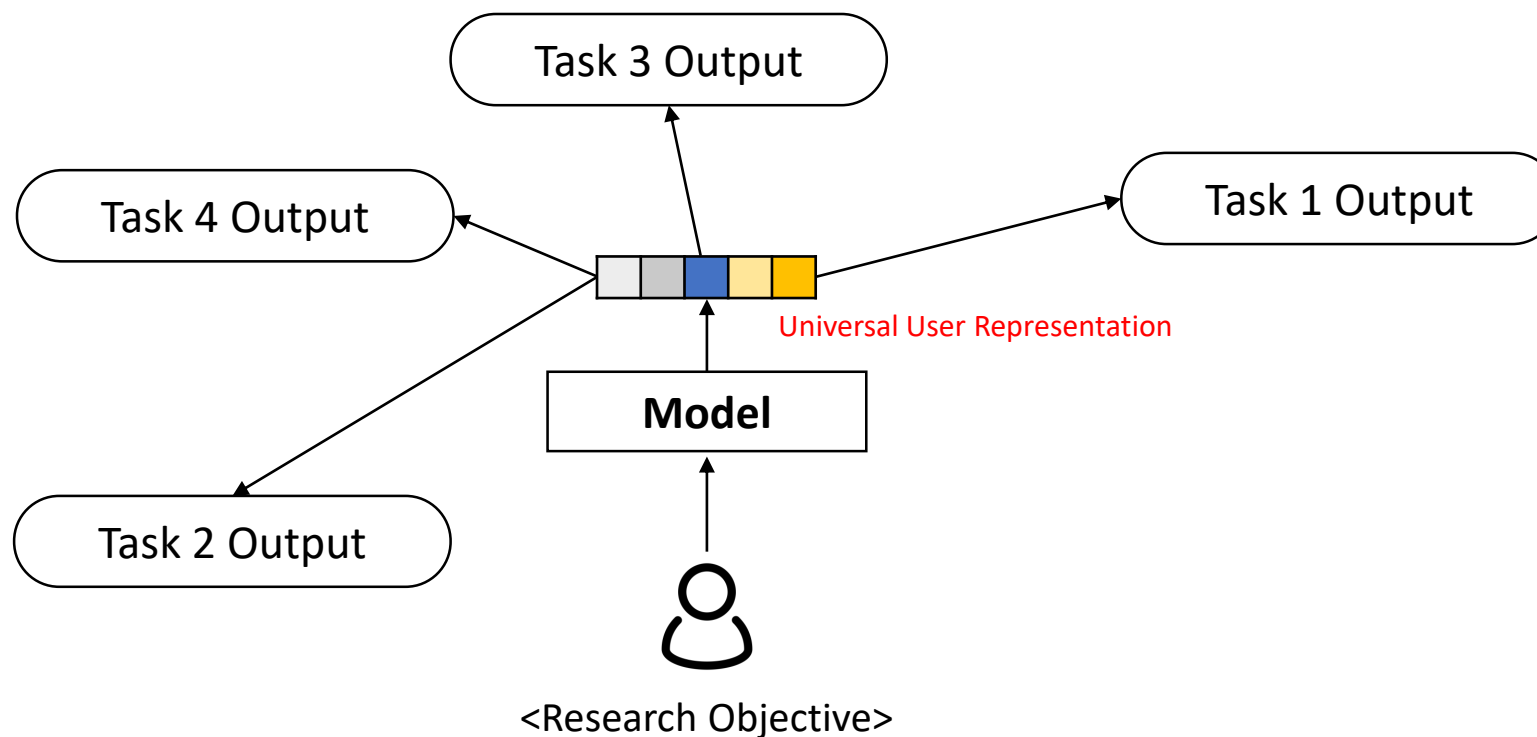 Task 3 Output
Task 4 Output
Task 1 Output
Universal User Representation
Model
Task 2 Output
<Research Objective>